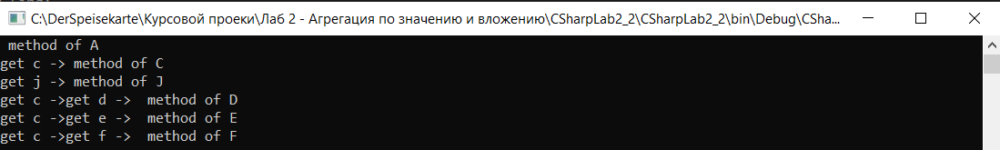 C:\DerSpeisekarte\Курсовой проеки\Лаб 2 - Агрегация по значению и вложению\CSharpLab2_2\CSharpLab2_2\bin\Debug\CSha...
 method of A
get c -> method of C
get j -> method of J
get c ->get d ->  method of D
get c ->get e ->  method of E
get c ->get f ->  method of F